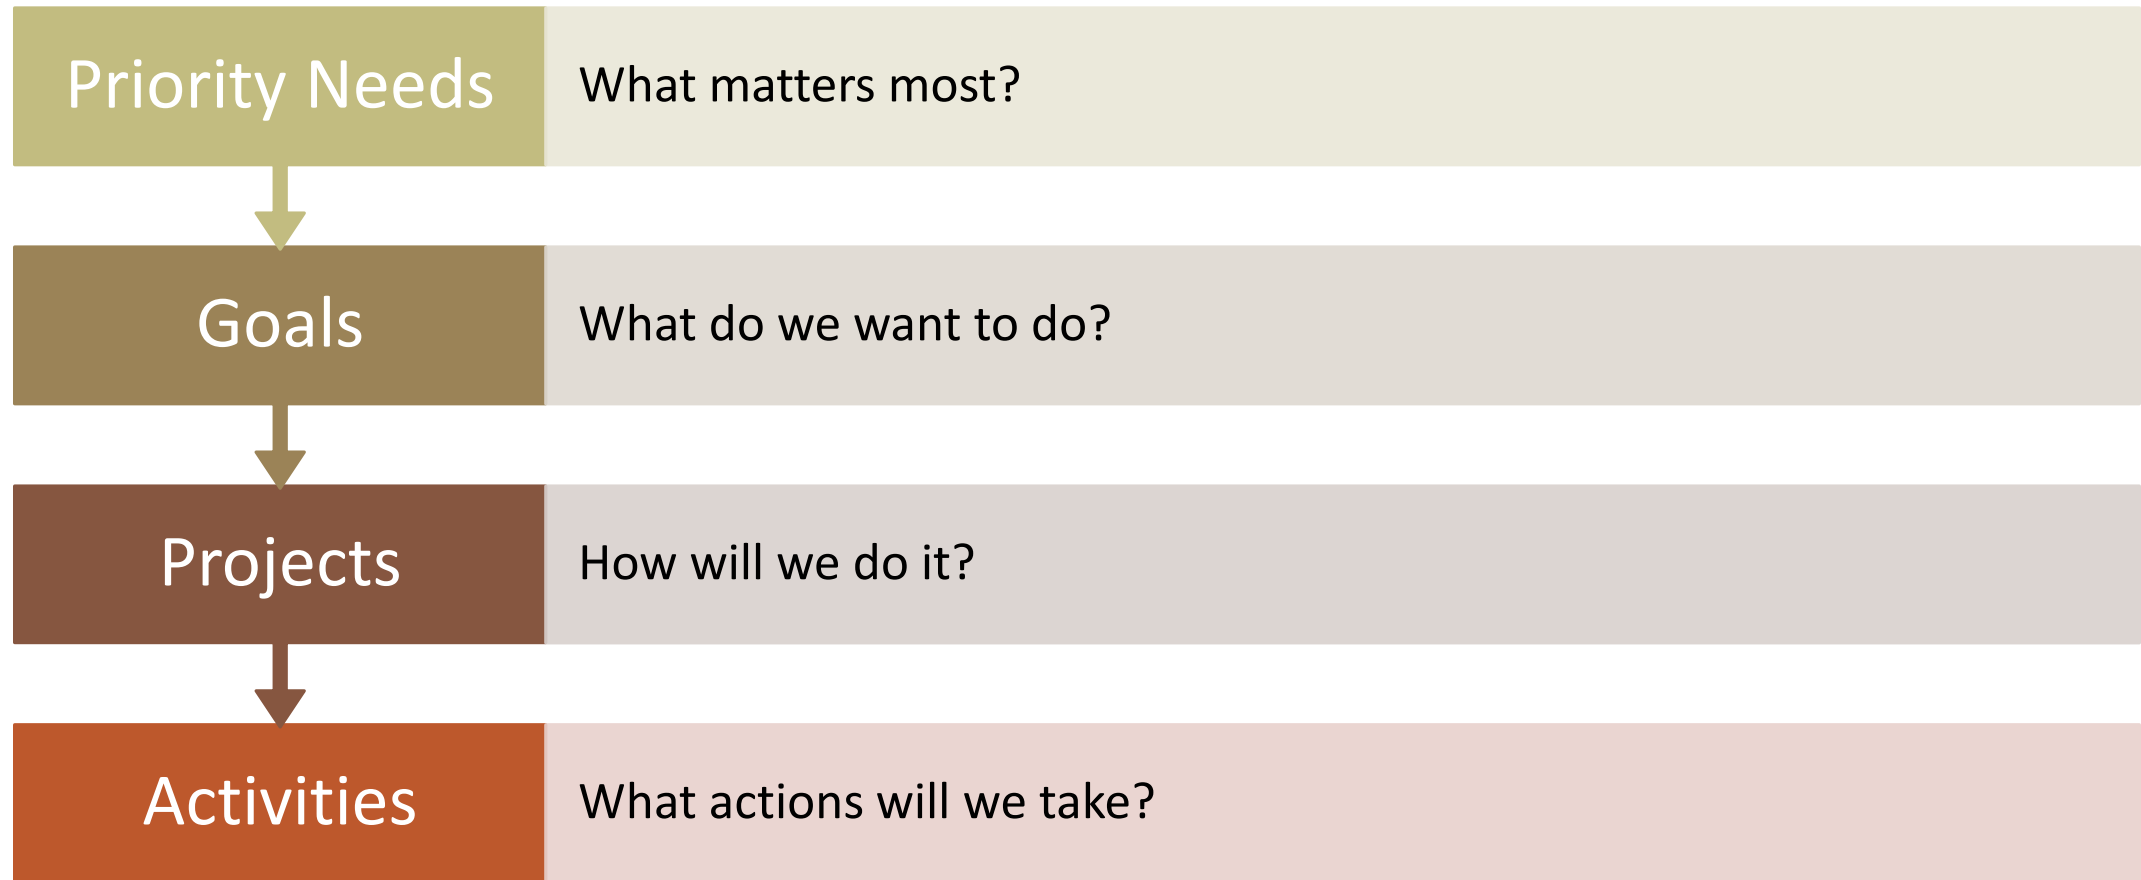 Priority Needs
What matters most?
Goals
What do we want to do?
Projects
How will we do it?
Activities
What actions will we take?